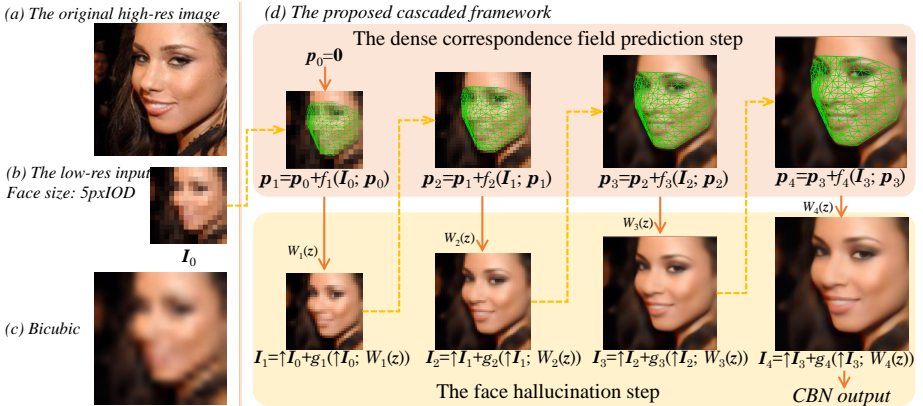 (a) The original high-res image
(b) The low-res input
Face size: 5pxIOD
I₀
(c) Bicubic
(d) The proposed cascaded framework
The dense correspondence field prediction step
p₀=0
p₁=p₀+f₁(I₀; p₀)
p₂=p₁+f₂(I₁; p₁)
p₃=p₂+f₃(I₂; p₂)
p₄=p₃+f₄(I₃; p₃)
W₁(z)
W₂(z)
W₃(z)
W₄(z)
I₁=↑I₀+g₁(↑I₀; W₁(z))
I₂=↑I₁+g₂(↑I₁; W₂(z))
I₃=↑I₂+g₃(↑I₂; W₃(z))
I₄=↑I₃+g₄(↑I₃; W₄(z))
The face hallucination step
CBN output